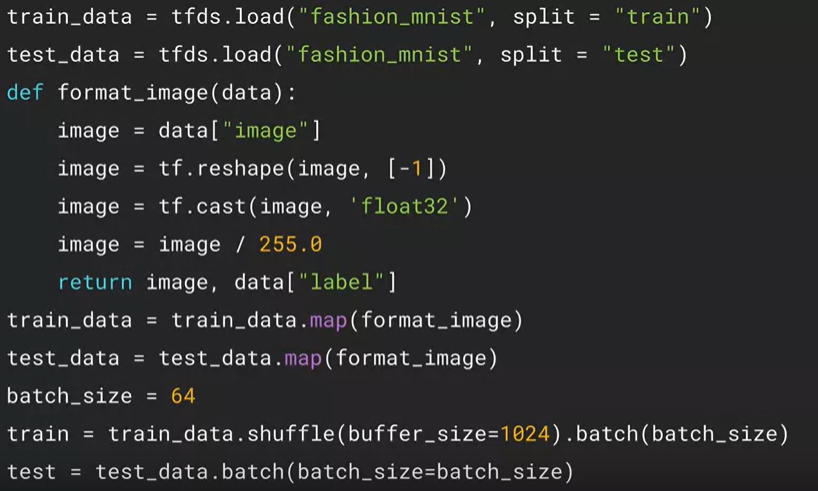 train_data = tfds.load("fashion_mnist", split = "train")
test_data = tfds.load("fashion_mnist", split = "test")
def format_image(data):
    image = data["image"]
    image = tf.reshape(image, [-1])
    image = tf.cast(image, 'float32')
    image = image / 255.0
    return image, data["label"]
train_data = train_data.map(format_image)
test_data = test_data.map(format_image)
batch_size = 64
train = train_data.shuffle(buffer_size=1024).batch(batch_size)
test = test_data.batch(batch_size=batch_size)